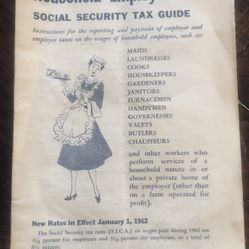 Household Employer
SOCIAL SECURITY TAX GUIDE
Instructions for the reporting and payment of employer and
employee taxes on the wages of household employees, such as:
MAIDS
LAUNDRESSES
COOKS
HOUSEKEEPERS
GARDENERS
JANITORS
FURNACEMEN
HANDYMEN
GOVERNESSES
VALETS
BUTLERS
CHAUFFEURS
and other workers who
perform services of a
household nature in or
about a private home of
the employer (other than
on a farm operated for
profit).
New Rates in Effect January 1, 1962
The Social Security tax rates (F.I.C.A.) on wages paid during 1962 are
3⅛ percent for employees and 3⅛ percent for employers, or a total of